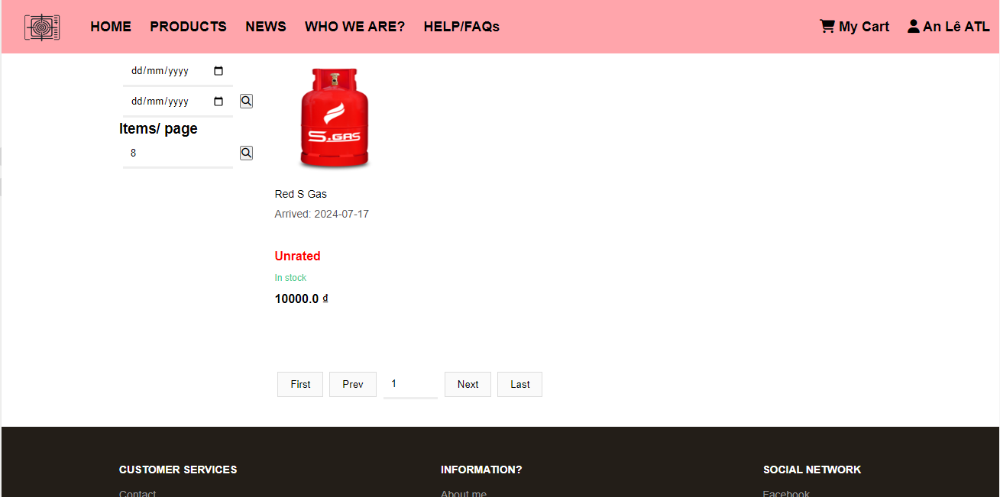 HOME PRODUCTS NEWS WHO WE ARE? HELP/FAQs My Cart An Lê ATL
dd/mm/yyyy
dd/mm/yyyy
Items/ page
8
S.GAS
Red S Gas
Arrived: 2024-07-17
Unrated
In stock
10000.0 ₫
First Prev 1 Next Last
CUSTOMER SERVICES INFORMATION? SOCIAL NETWORK
Contact About me Facebook